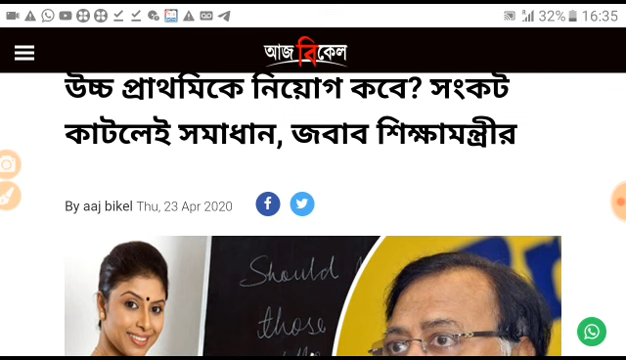 32% 16:35
আজ বিকেল
উচ্চ প্রাথমিকে নিয়োগ কবে? সংকট
কাটলেই সমাধান, জবাব শিক্ষামন্ত্রীর
By aaj bikel Thu, 23 Apr 2020
Should
those